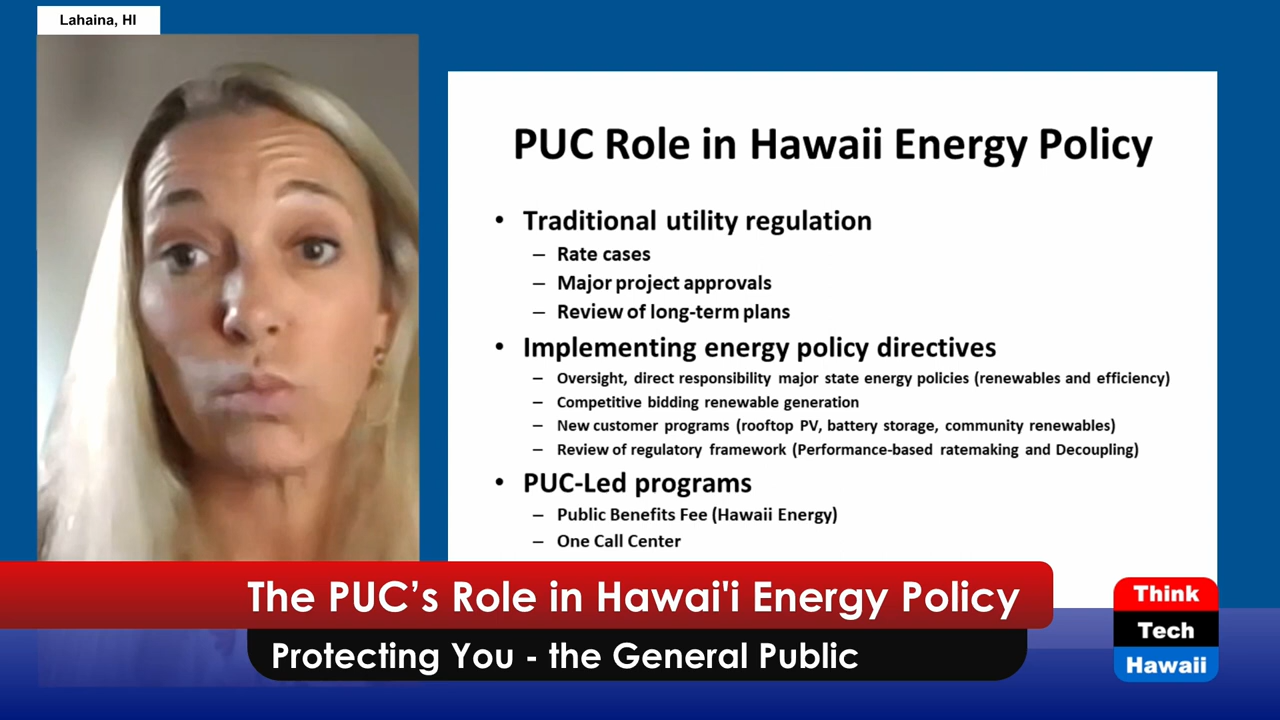 Lahaina, HI
PUC Role in Hawaii Energy Policy
• Traditional utility regulation
– Rate cases
– Major project approvals
– Review of long-term plans
• Implementing energy policy directives
– Oversight, direct responsibility major state energy policies (renewables and efficiency)
– Competitive bidding renewable generation
– New customer programs (rooftop PV, battery storage, community renewables)
– Review of regulatory framework (Performance-based ratemaking and Decoupling)
• PUC-Led programs
– Public Benefits Fee (Hawaii Energy)
– One Call Center
The PUC’s Role in Hawai'i Energy Policy
Protecting You - the General Public
Think
Tech
Hawaii